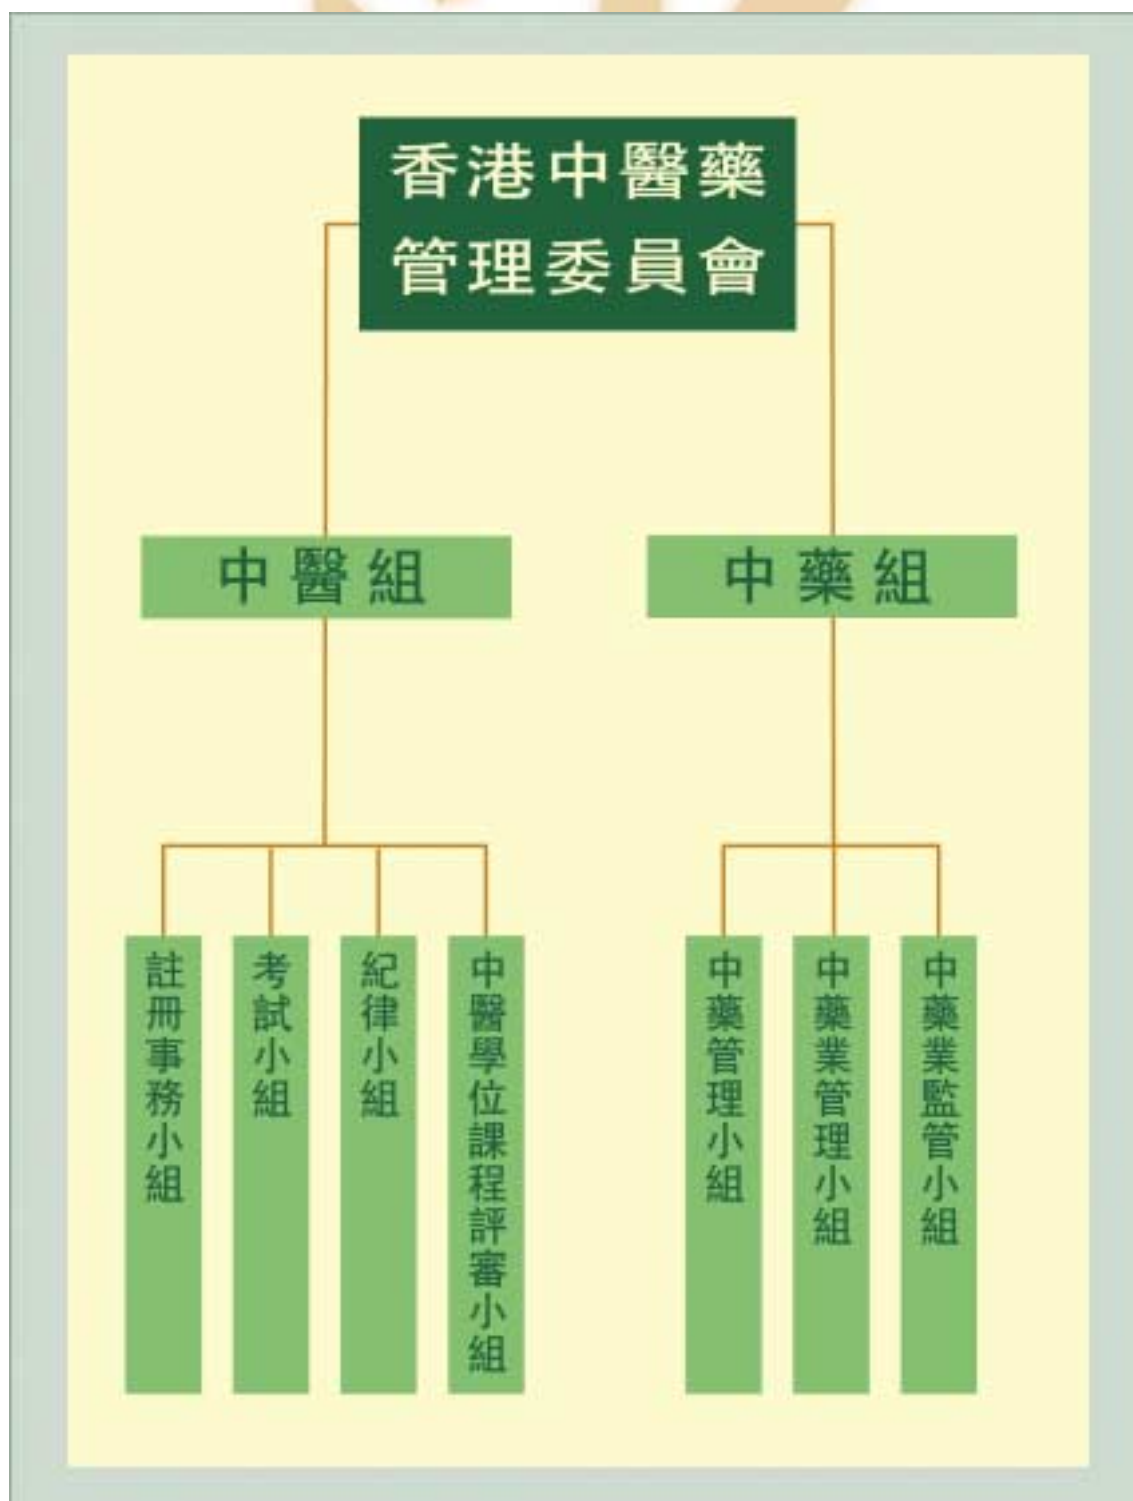 香港中醫藥
管理委員會
中醫組
中藥組
註冊事務小組
考試小組
紀律小組
中醫學位課程評審小組
中藥管理小組
中藥業管理小組
中藥業監管小組